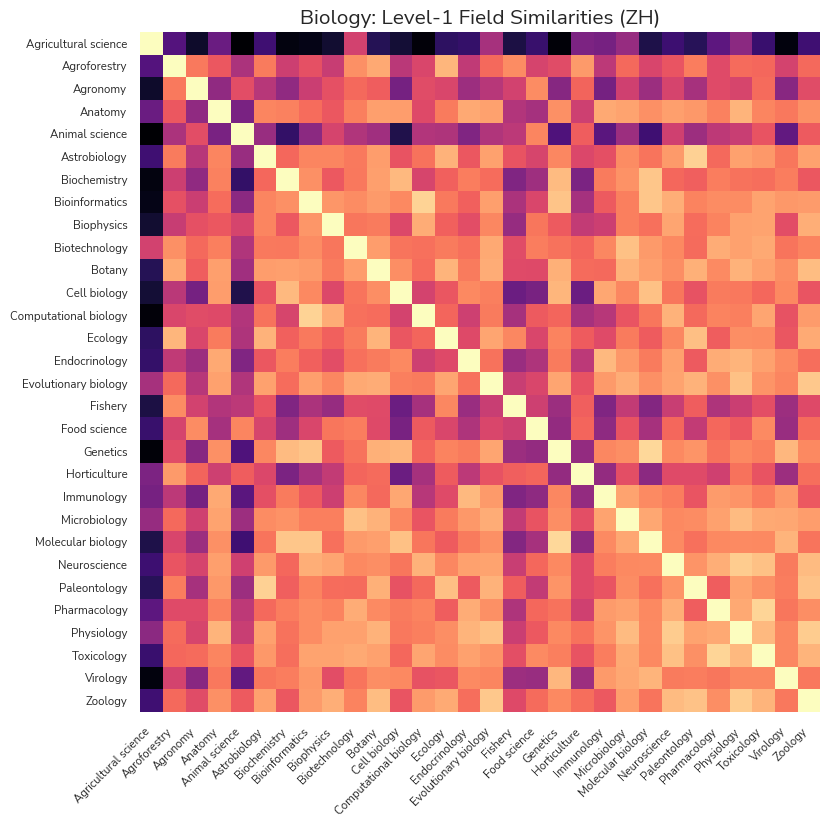 Biology: Level-1 Field Similarities (ZH)
Agricultural science
Agroforestry
Agronomy
Anatomy
Animal science
Astrobiology
Biochemistry
Bioinformatics
Biophysics
Biotechnology
Botany
Cell biology
Computational biology
Ecology
Endocrinology
Evolutionary biology
Fishery
Food science
Genetics
Horticulture
Immunology
Microbiology
Molecular biology
Neuroscience
Paleontology
Pharmacology
Physiology
Toxicology
Virology
Zoology
Agricultural science
Agroforestry
Agronomy
Anatomy
Animal science
Astrobiology
Biochemistry
Bioinformatics
Biophysics
Biotechnology
Botany
Cell biology
Computational biology
Ecology
Endocrinology
Evolutionary biology
Fishery
Food science
Genetics
Horticulture
Immunology
Microbiology
Molecular biology
Neuroscience
Paleontology
Pharmacology
Physiology
Toxicology
Virology
Zoology